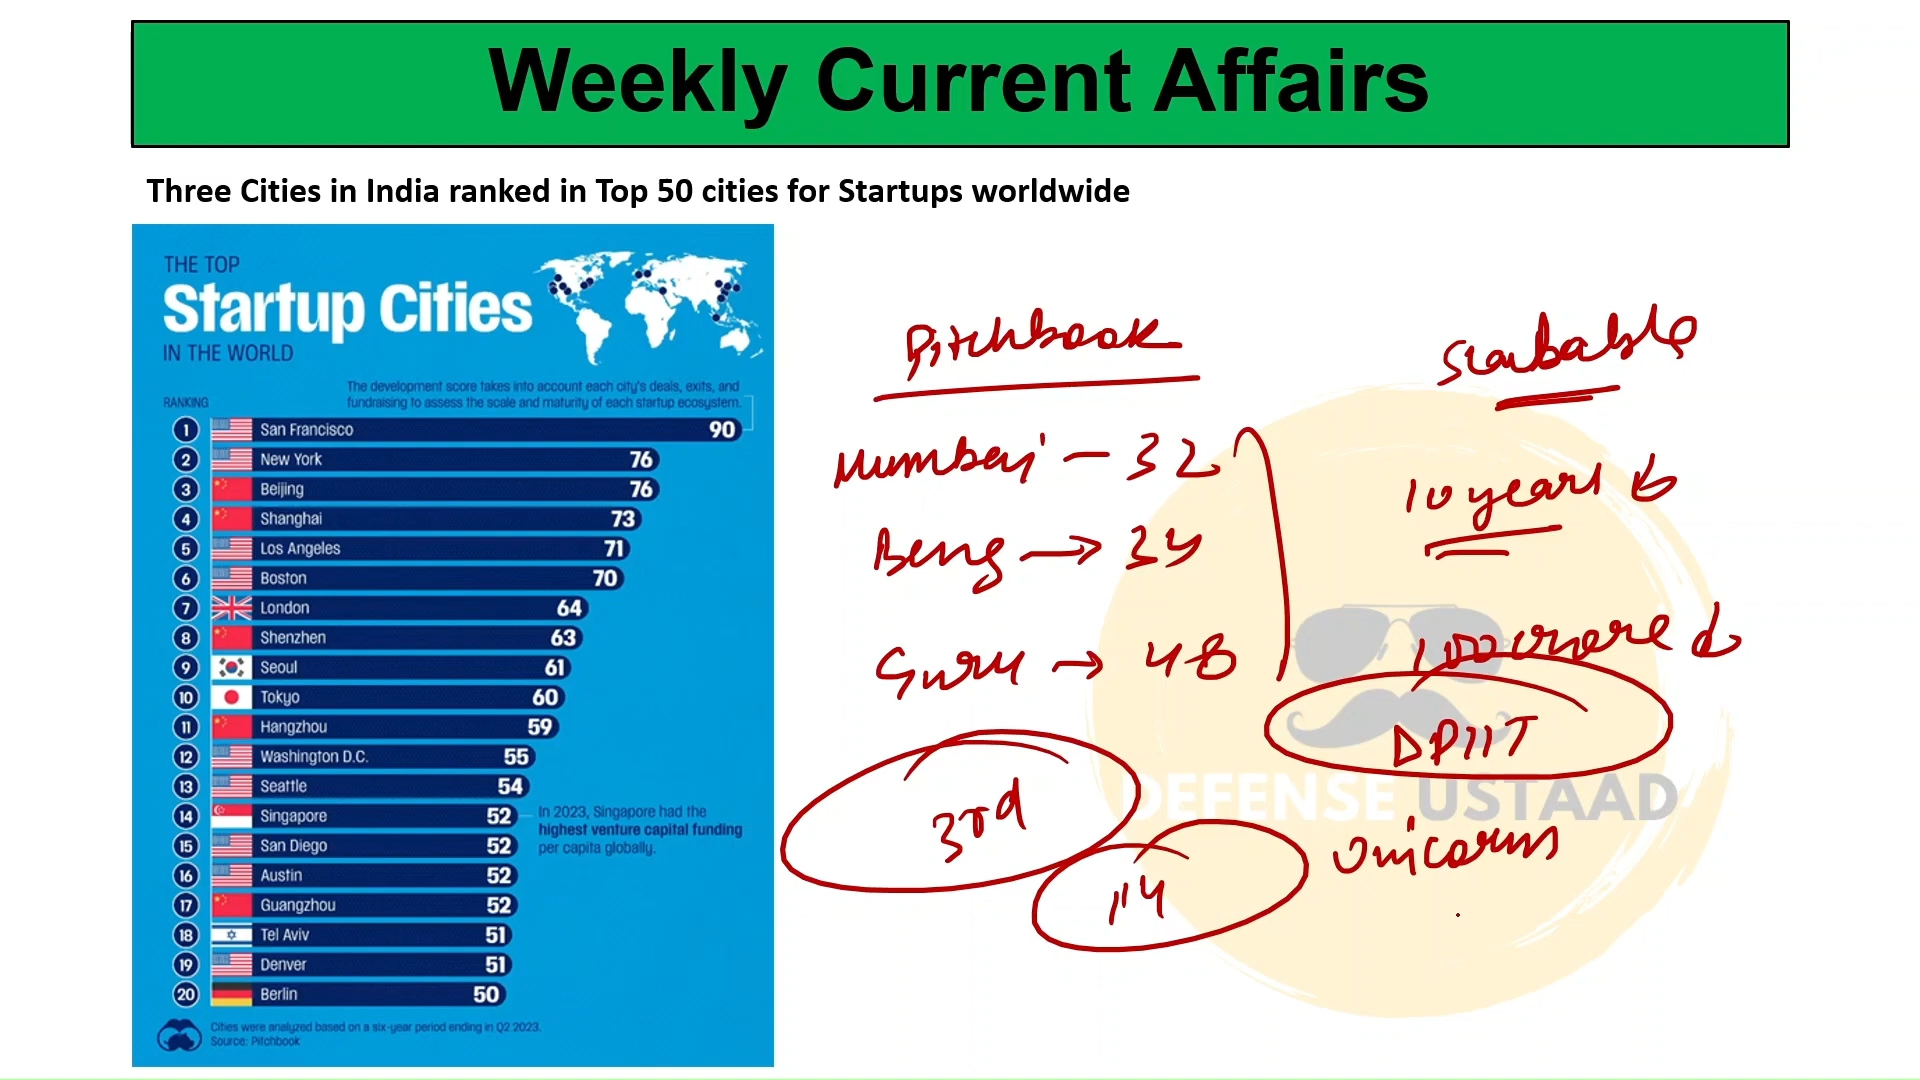 Weekly Current Affairs
Three Cities in India ranked in Top 50 cities for Startups worldwide
THE TOP
Startup Cities
IN THE WORLD
The development score takes into account each city's deals, exits, and
fundraising to assess the scale and maturity of each startup ecosystem.
RANKING
1 San Francisco 90
2 New York 76
3 Beijing 76
4 Shanghai 73
5 Los Angeles 71
6 Boston 70
7 London 64
8 Shenzhen 63
9 Seoul 61
10 Tokyo 60
11 Hangzhou 59
12 Washington D.C. 55
13 Seattle 54
14 Singapore 52
In 2023, Singapore had the
highest venture capital funding
per capita globally.
15 San Diego 52
16 Austin 52
17 Guangzhou 52
18 Tel Aviv 51
19 Denver 51
20 Berlin 50
Cities were analyzed based on a six-year period ending in Q2 2023.
Source: Pitchbook
Pitchbook
Mumbai - 32
Beng → 34
Guru → 48
3rd
114
10 years
100 crore
DPIIT
DEFENSE USTAAD
Unicorns